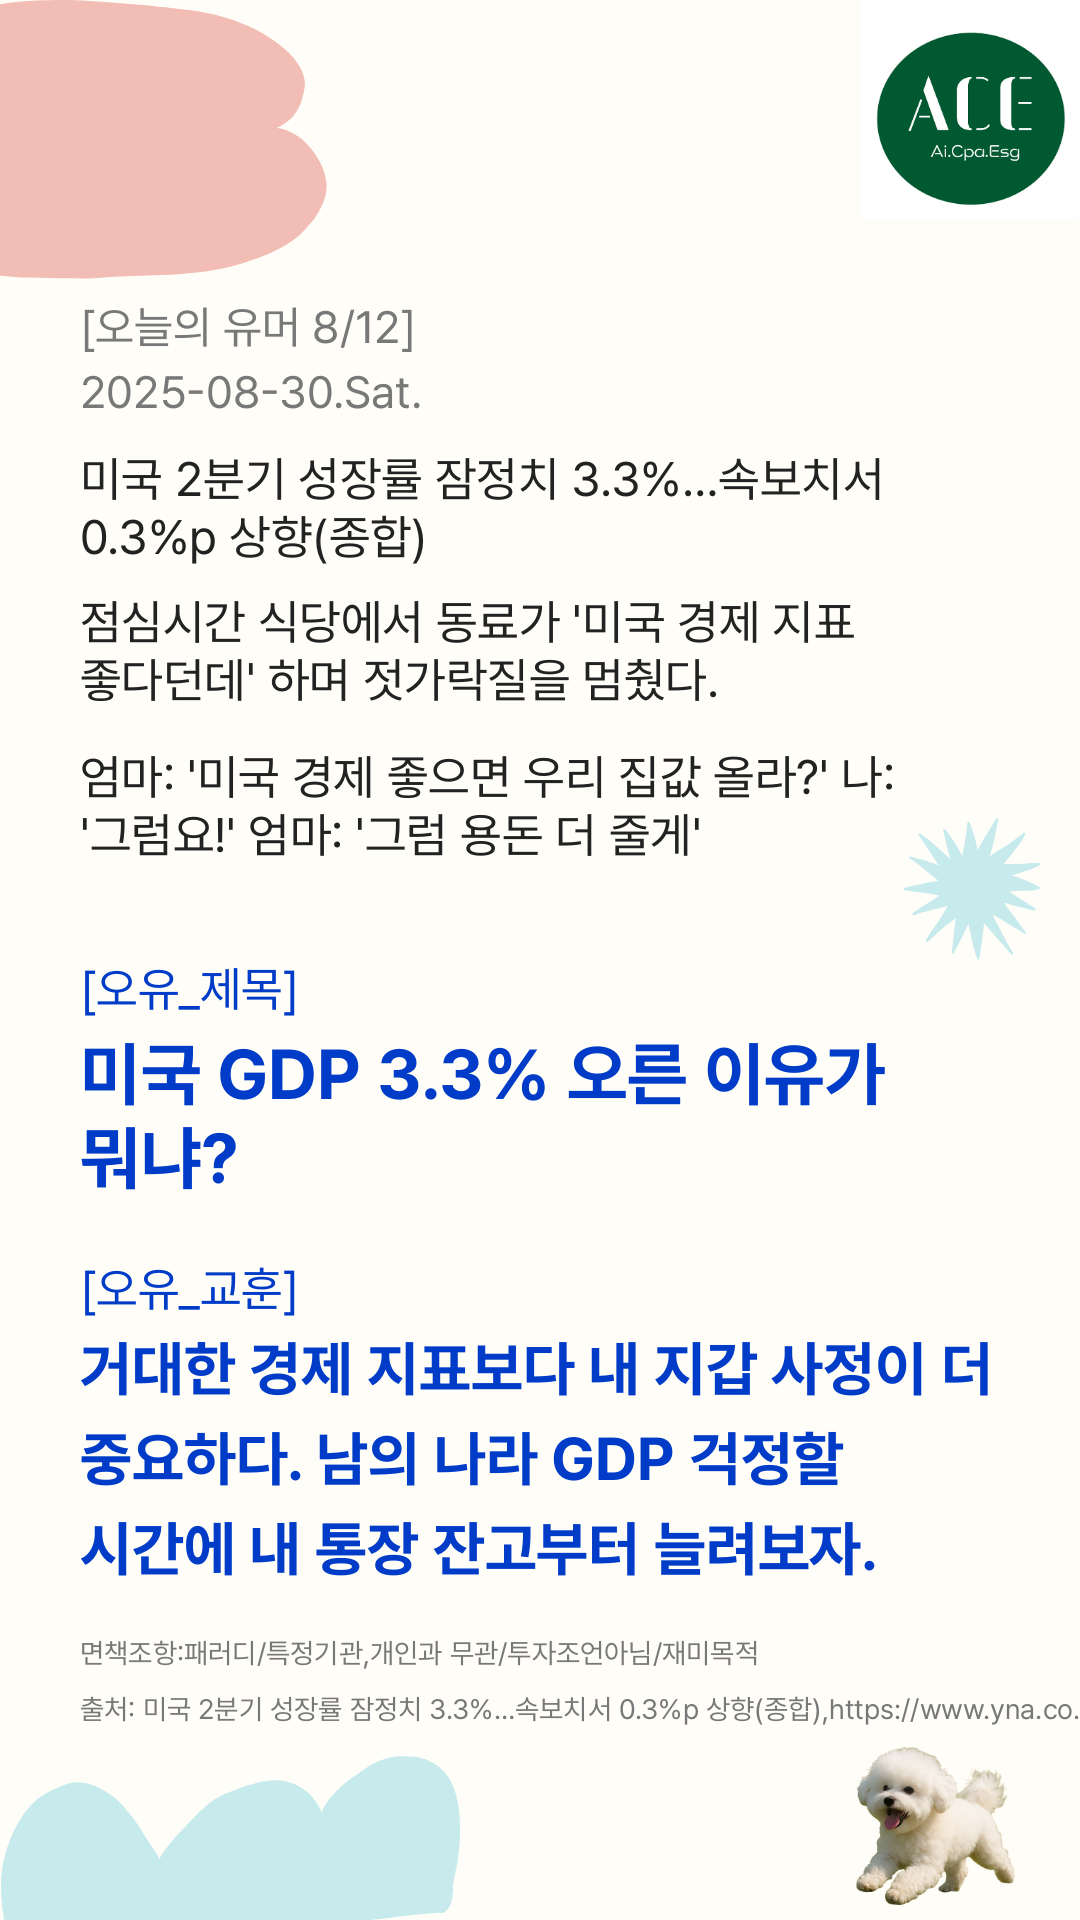 ACE
Ai.Cpa.Esg
[오늘의 유머 8/12]
2025-08-30.Sat.
미국 2분기 성장률 잠정치 3.3%...속보치서
0.3%p 상향(종합)
점심시간 식당에서 동료가 '미국 경제 지표
좋다던데' 하며 젓가락질을 멈췄다.
엄마: '미국 경제 좋으면 우리 집값 올라?' 나:
'그럼요!' 엄마: '그럼 용돈 더 줄게'
[오유_제목]
미국 GDP 3.3% 오른 이유가
뭐냐?
[오유_교훈]
거대한 경제 지표보다 내 지갑 사정이 더
중요하다. 남의 나라 GDP 걱정할
시간에 내 통장 잔고부터 늘려보자.
면책조항:패러디/특정기관,개인과 무관/투자조언아님/재미목적
출처: 미국 2분기 성장률 잠정치 3.3%...속보치서 0.3%p 상향(종합),https://www.yna.co.